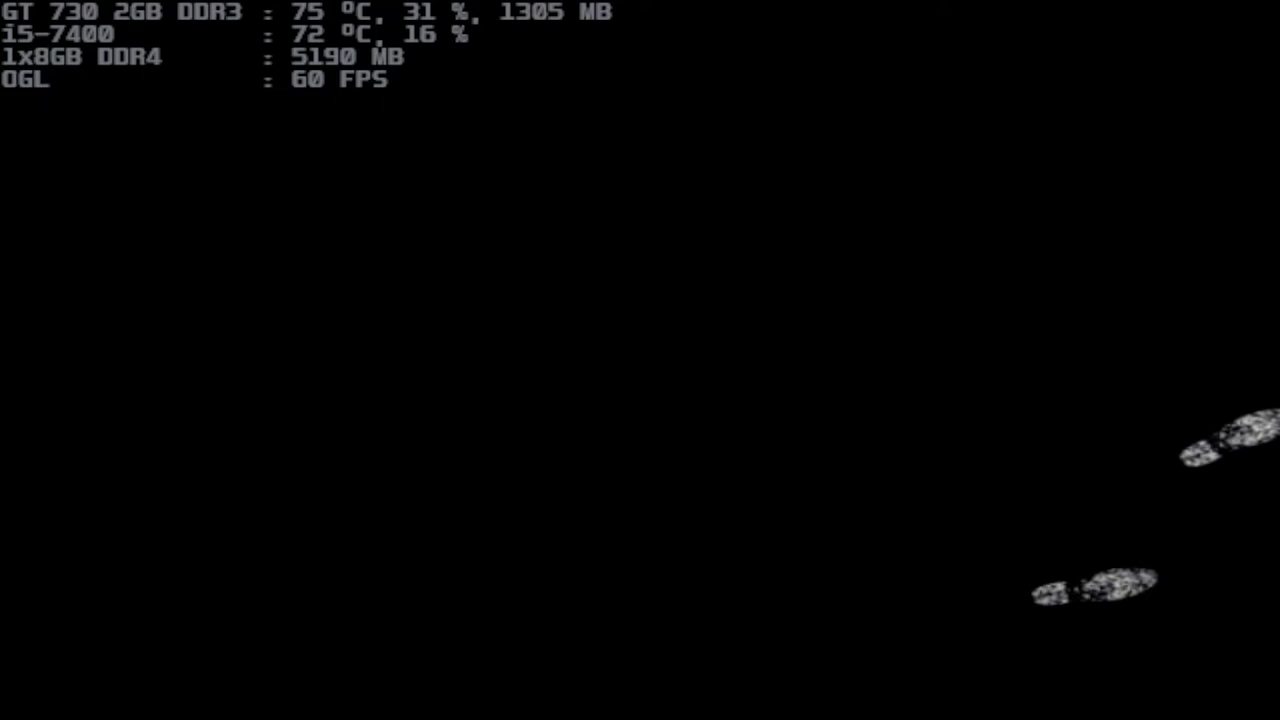 GT 730 2GB DDR3 : 75 ºC, 31 %, 1305 MB
i5-7400 : 72 ºC, 16 %
1x8GB DDR4 : 5190 MB
OGL : 60 FPS